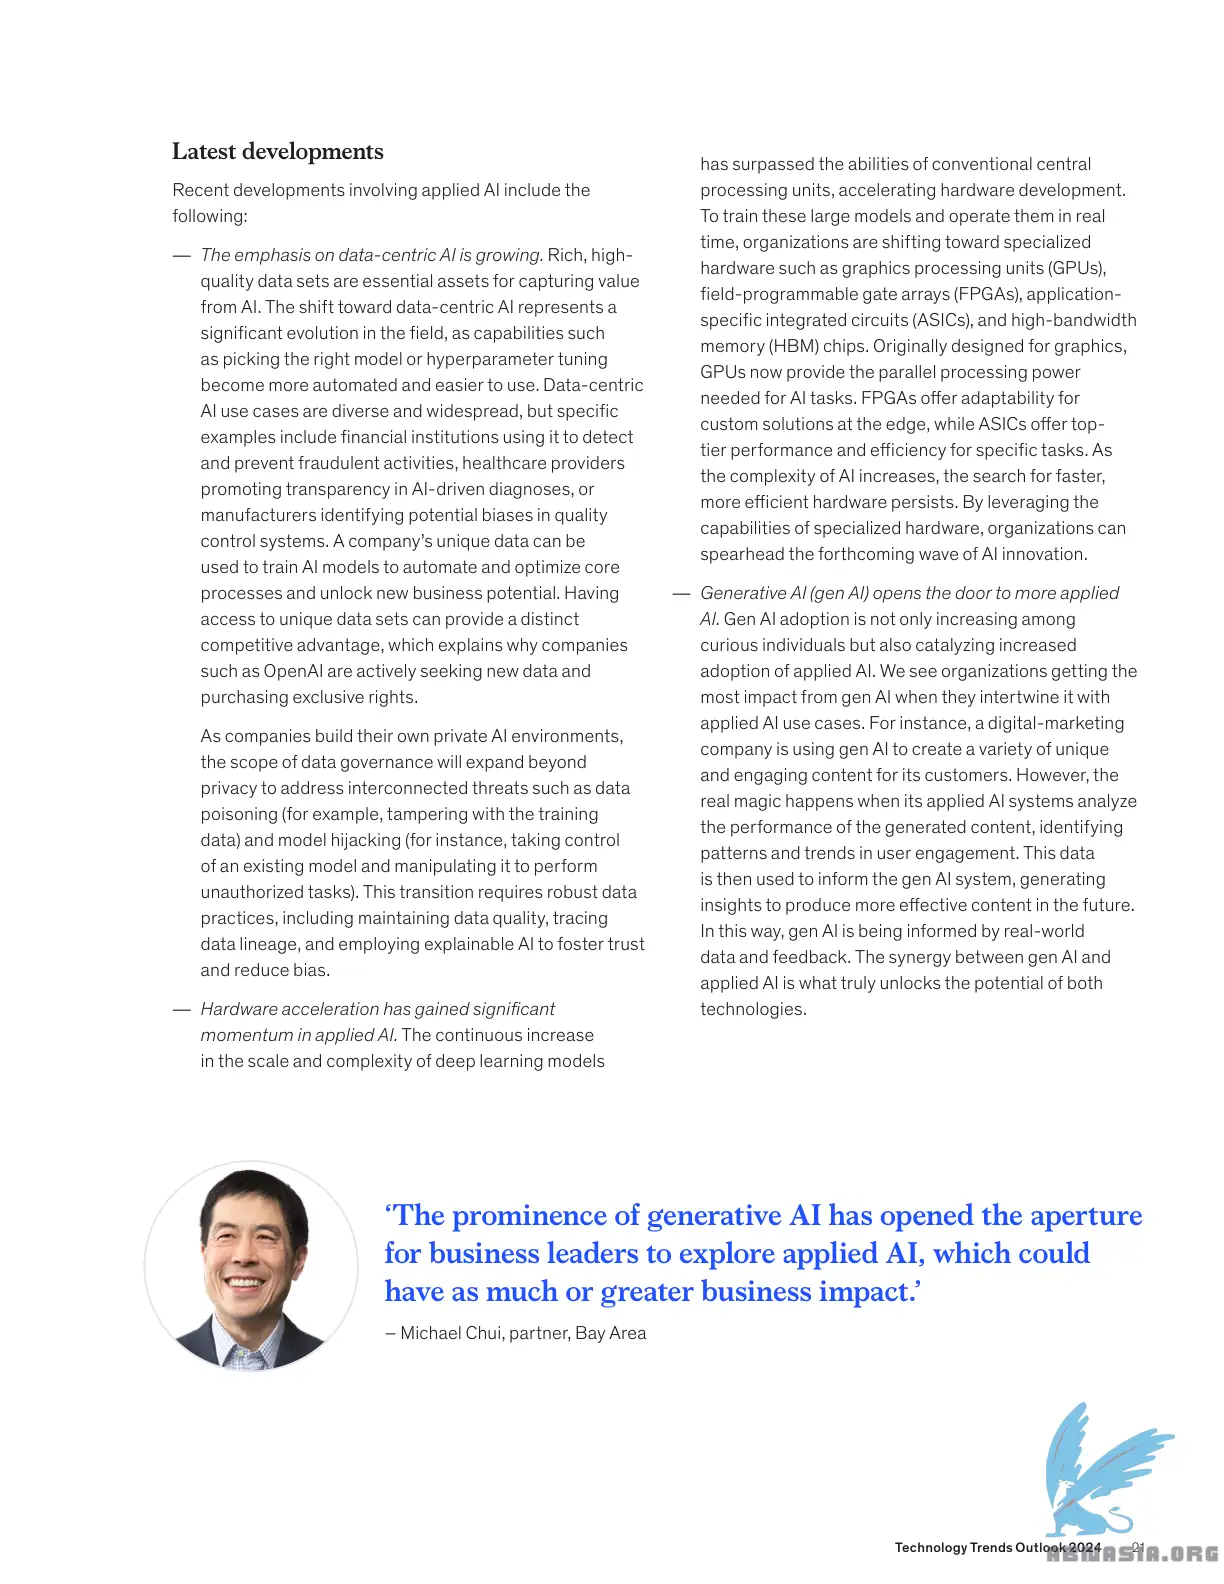 Latest developments
Recent developments involving applied AI include the
following:
— The emphasis on data-centric AI is growing. Rich, high-
quality data sets are essential assets for capturing value
from AI. The shift toward data-centric AI represents a
significant evolution in the field, as capabilities such
as picking the right model or hyperparameter tuning
become more automated and easier to use. Data-centric
AI use cases are diverse and widespread, but specific
examples include financial institutions using it to detect
and prevent fraudulent activities, healthcare providers
promoting transparency in AI-driven diagnoses, or
manufacturers identifying potential biases in quality
control systems. A company’s unique data can be
used to train AI models to automate and optimize core
processes and unlock new business potential. Having
access to unique data sets can provide a distinct
competitive advantage, which explains why companies
such as OpenAI are actively seeking new data and
purchasing exclusive rights.
As companies build their own private AI environments,
the scope of data governance will expand beyond
privacy to address interconnected threats such as data
poisoning (for example, tampering with the training
data) and model hijacking (for instance, taking control
of an existing model and manipulating it to perform
unauthorized tasks). This transition requires robust data
practices, including maintaining data quality, tracing
data lineage, and employing explainable AI to foster trust
and reduce bias.
— Hardware acceleration has gained significant
momentum in applied AI. The continuous increase
in the scale and complexity of deep learning models
has surpassed the abilities of conventional central
processing units, accelerating hardware development.
To train these large models and operate them in real
time, organizations are shifting toward specialized
hardware such as graphics processing units (GPUs),
field-programmable gate arrays (FPGAs), application-
specific integrated circuits (ASICs), and high-bandwidth
memory (HBM) chips. Originally designed for graphics,
GPUs now provide the parallel processing power
needed for AI tasks. FPGAs offer adaptability for
custom solutions at the edge, while ASICs offer top-
tier performance and efficiency for specific tasks. As
the complexity of AI increases, the search for faster,
more efficient hardware persists. By leveraging the
capabilities of specialized hardware, organizations can
spearhead the forthcoming wave of AI innovation.
— Generative AI (gen AI) opens the door to more applied
AI. Gen AI adoption is not only increasing among
curious individuals but also catalyzing increased
adoption of applied AI. We see organizations getting the
most impact from gen AI when they intertwine it with
applied AI use cases. For instance, a digital-marketing
company is using gen AI to create a variety of unique
and engaging content for its customers. However, the
real magic happens when its applied AI systems analyze
the performance of the generated content, identifying
patterns and trends in user engagement. This data
is then used to inform the gen AI system, generating
insights to produce more effective content in the future.
In this way, gen AI is being informed by real-world
data and feedback. The synergy between gen AI and
applied AI is what truly unlocks the potential of both
technologies.
‘The prominence of generative AI has opened the aperture
for business leaders to explore applied AI, which could
have as much or greater business impact.’
– Michael Chui, partner, Bay Area
Technology Trends Outlook 2024 21
ABWASIA.ORG